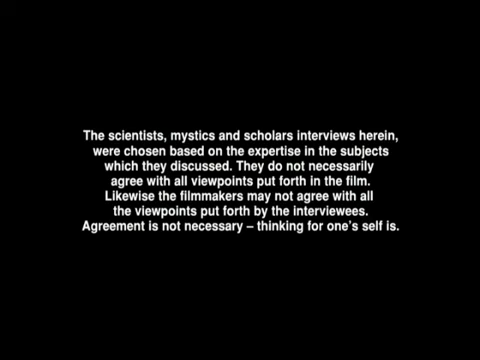 The scientists, mystics and scholars interviews herein,
were chosen based on the expertise in the subjects
which they discussed. They do not necessarily
agree with all viewpoints put forth in the film.
Likewise the filmmakers may not agree with all
the viewpoints put forth by the interviewees.
Agreement is not necessary – thinking for one's self is.